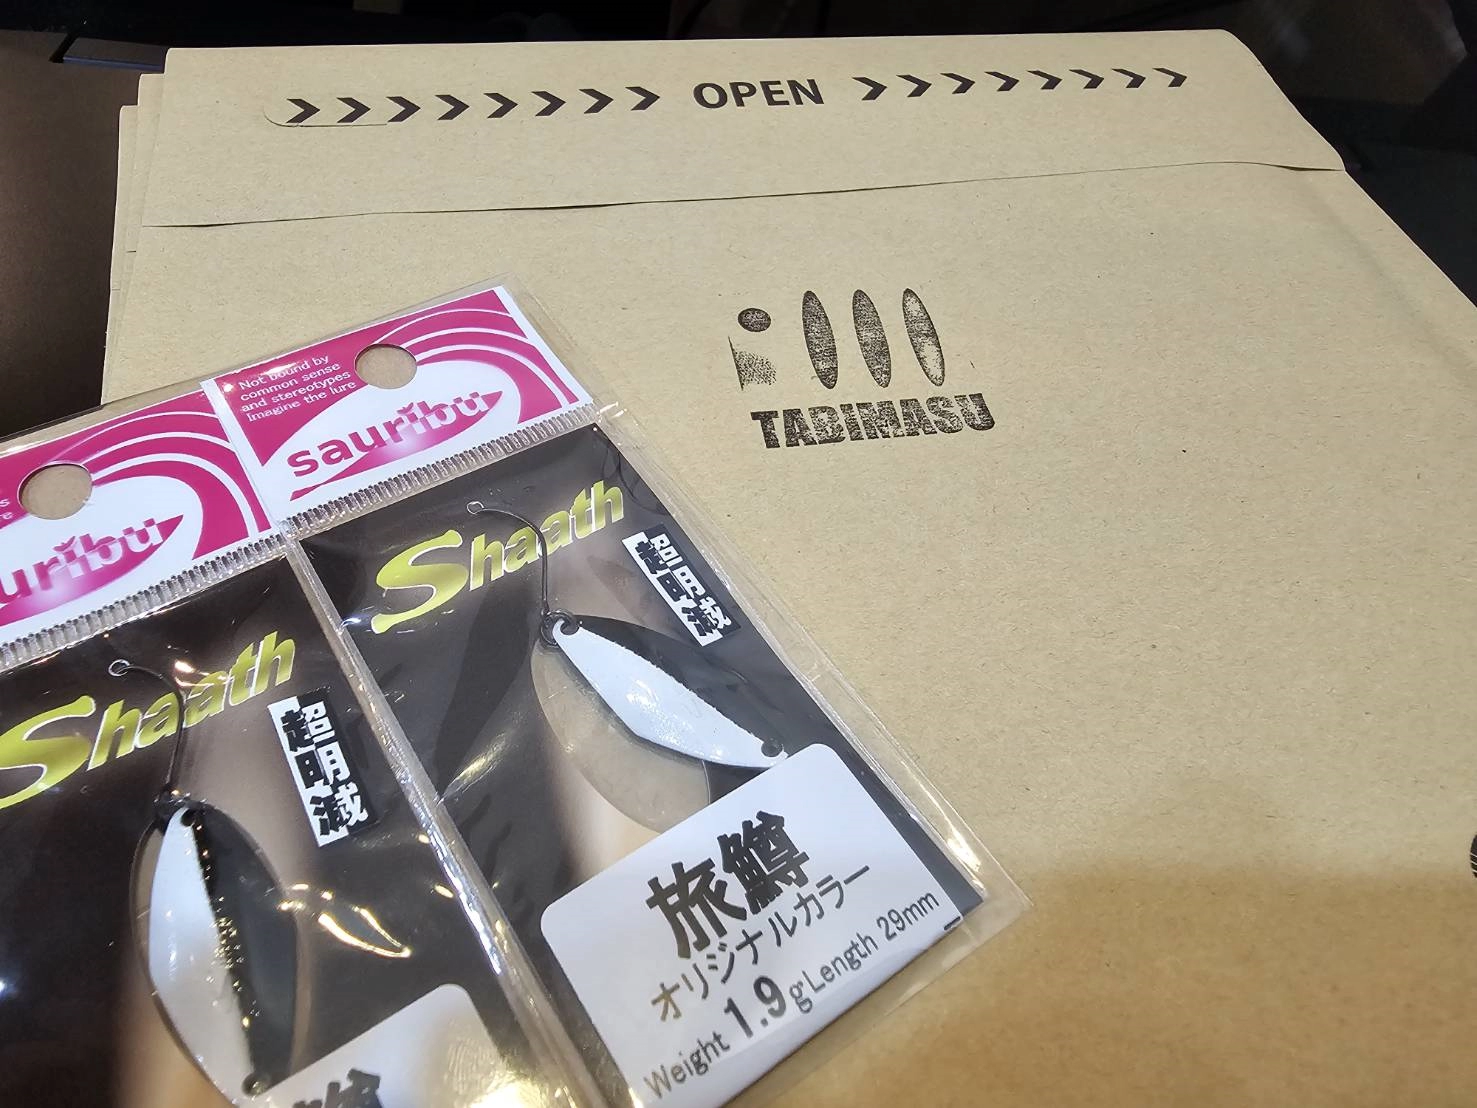 OPEN
TABIMASU
Not bound by
common sense
and stereotypes
Imagine the lure
sauribu
Shaath
超明滅
旅鱒
オリジナルカラー
Weight 1.9g Length 29mm
uribu
Shaath
超明滅